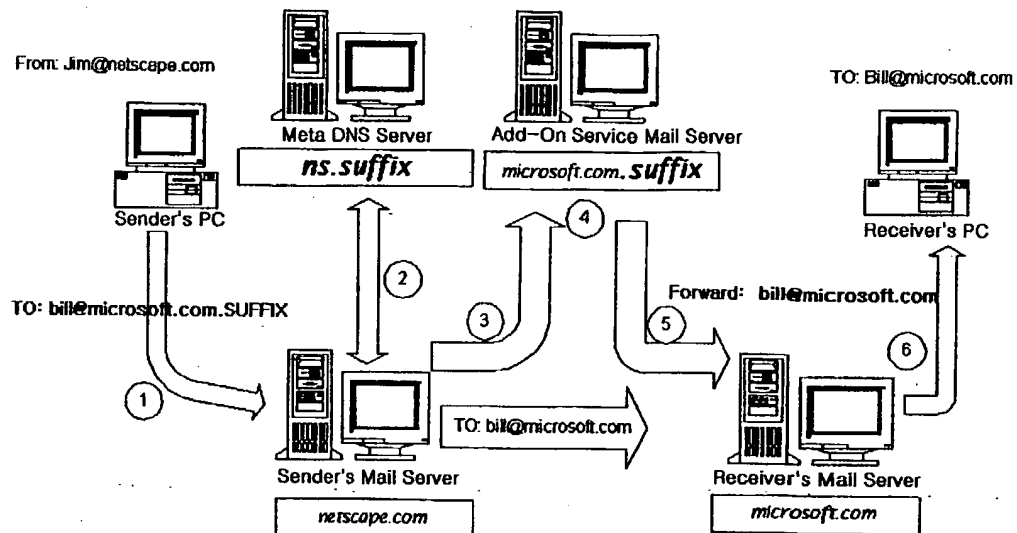 From: Jim@netscape.com
TO: Bill@microsoft.com
Meta DNS Server
Add-On Service Mail Server
ns.suffix
microsoft.com.suffix
Sender's PC
Receiver's PC
4
2
TO: bill@microsoft.com.SUFFIX
Forward: bill@microsoft.com
3
5
6
1
TO: bill@microsoft.com
Sender's Mail Server
Receiver's Mail Server
netscape.com
microsoft.com